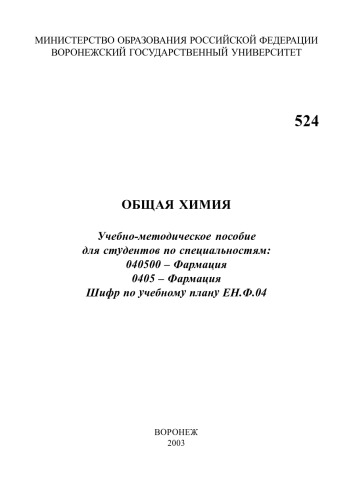 МИНИСТЕРСТВО ОБРАЗОВАНИЯ РОССИЙСКОЙ ФЕДЕРАЦИИ
ВОРОНЕЖСКИЙ ГОСУДАРСТВЕННЫЙ УНИВЕРСИТЕТ
524
ОБЩАЯ ХИМИЯ
Учебно-методическое пособие
для студентов по специальностям:
040500 – Фармация
0405 – Фармация
Шифр по учебному плану ЕН.Ф.04
ВОРОНЕЖ
2003